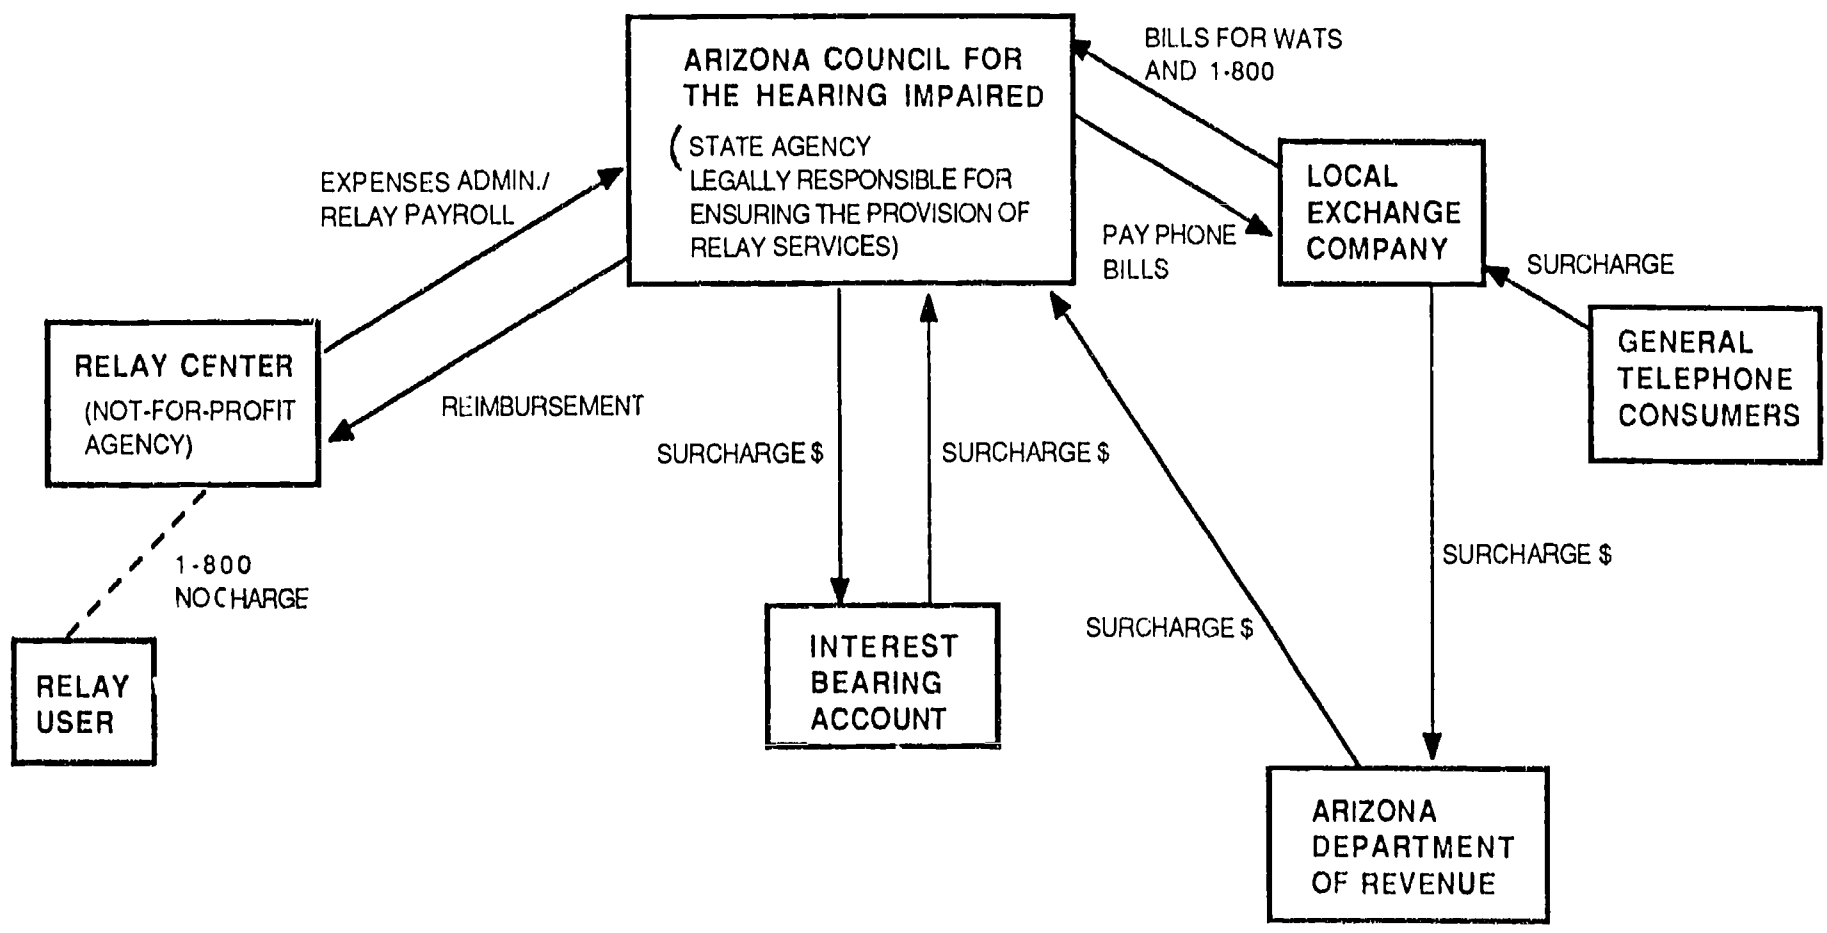 ARIZONA COUNCIL FOR
THE HEARING IMPAIRED
(STATE AGENCY
LEGALLY RESPONSIBLE FOR
ENSURING THE PROVISION OF
RELAY SERVICES)
BILLS FOR WATS
AND 1-800
LOCAL
EXCHANGE
COMPANY
PAY PHONE
BILLS
SURCHARGE
GENERAL
TELEPHONE
CONSUMERS
EXPENSES ADMIN./
RELAY PAYROLL
RELAY CENTER
(NOT-FOR-PROFIT
AGENCY)
REIMBURSEMENT
SURCHARGE $
SURCHARGE $
SURCHARGE $
SURCHARGE $
1-800
NO CHARGE
RELAY
USER
INTEREST
BEARING
ACCOUNT
ARIZONA
DEPARTMENT
OF REVENUE